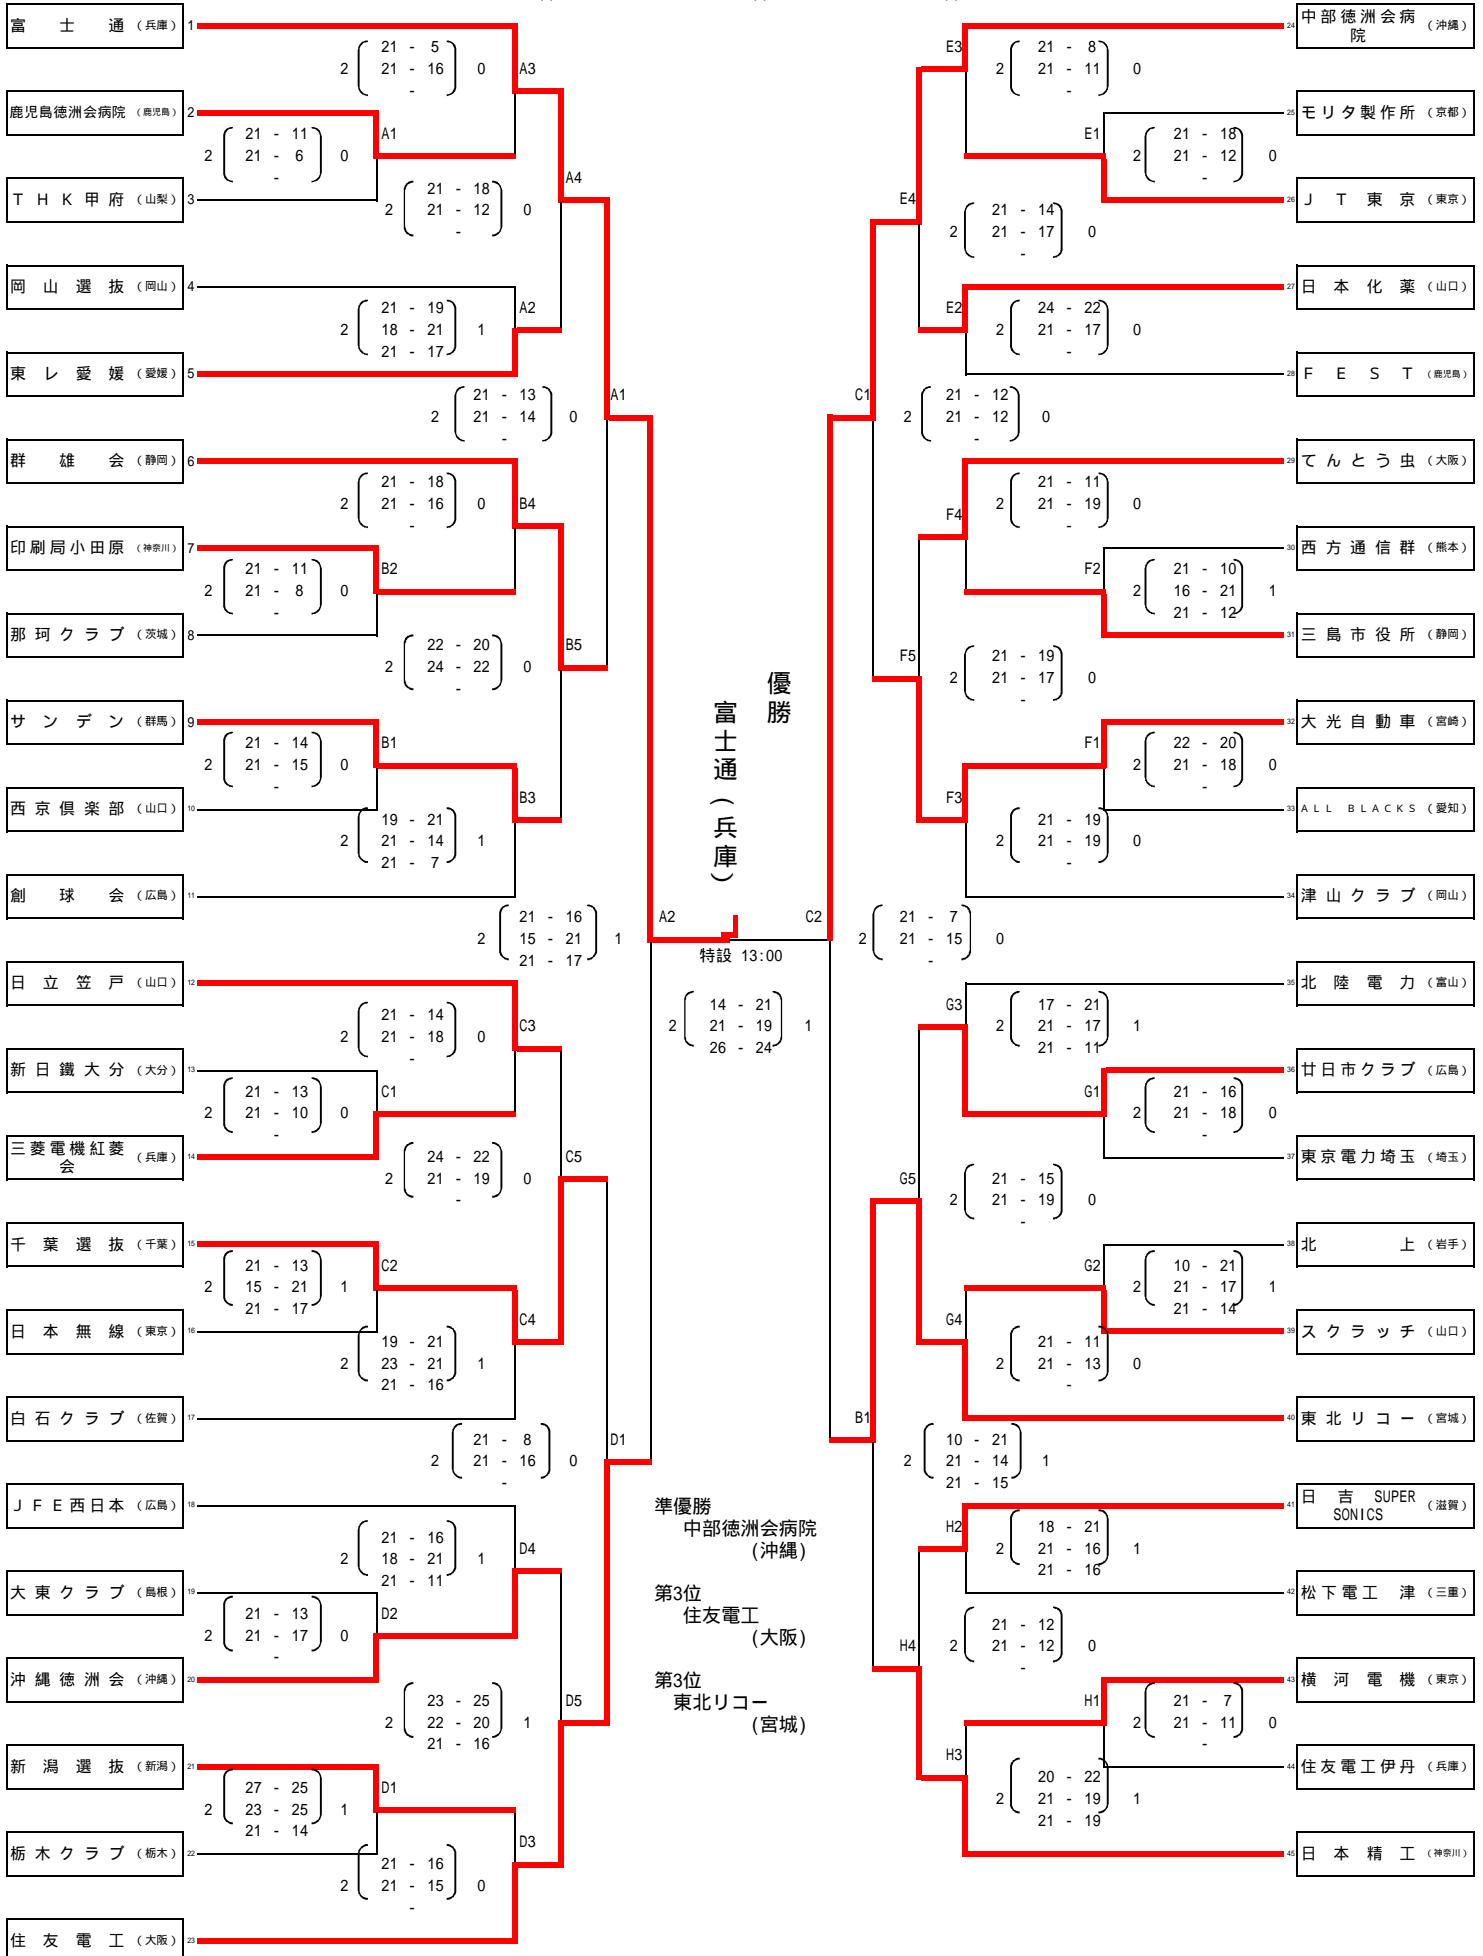 富士通 （兵庫） 1
鹿児島徳洲会病院 （鹿児島） 2
ＴＨＫ甲府 （山梨） 3
岡山選抜 （岡山） 4
東レ愛媛 （愛媛） 5
群雄会 （静岡） 6
印刷局小田原 （神奈川） 7
那珂クラブ （茨城） 8
サンデン （群馬） 9
西京倶楽部 （山口） 10
創球会 （広島） 11
日立笠戸 （山口） 12
新日鐵大分 （大分） 13
三菱電機紅菱会 （兵庫） 14
千葉選抜 （千葉） 15
日本無線 （東京） 16
白石クラブ （佐賀） 17
ＪＦＥ西日本 （広島） 18
大東クラブ （島根） 19
沖縄徳洲会 （沖縄） 20
新潟選抜 （新潟） 21
栃木クラブ （栃木） 22
住友電工 （大阪） 23
A3
2 21 - 5 0
21 - 16
-
A1
2 21 - 11 0
21 - 6
-
A4
2 21 - 18 0
21 - 12
-
A2
2 21 - 19 1
18 - 21
21 - 17
A1
2 21 - 13 0
21 - 14
-
B4
2 21 - 18 0
21 - 16
-
B2
2 21 - 11 0
21 - 8
-
B5
2 22 - 20 0
24 - 22
-
B1
2 21 - 14 0
21 - 15
-
B3
2 19 - 21 1
21 - 14
21 - 7
A2
2 21 - 16 1
15 - 21
21 - 17
C3
2 21 - 14 0
21 - 18
-
C1
2 21 - 13 0
21 - 10
-
C5
2 24 - 22 0
21 - 19
-
C2
2 21 - 13 1
15 - 21
21 - 17
C4
2 19 - 21 1
23 - 21
21 - 16
D1
2 21 - 8 0
21 - 16
-
D4
2 21 - 16 1
18 - 21
21 - 11
D2
2 21 - 13 0
21 - 17
-
D5
2 23 - 25 1
22 - 20
21 - 16
D1
2 27 - 25 1
23 - 25
21 - 14
D3
2 21 - 16 0
21 - 15
-
優勝
富士通（兵庫）
特設 13:00
2 14 - 21 1
21 - 19
26 - 24
準優勝
中部徳洲会病院
(沖縄)
第3位
住友電工
(大阪)
第3位
東北リコー
(宮城)
E3
2 21 - 8 0
21 - 11
-
E1
2 21 - 18 0
21 - 12
-
E4
2 21 - 14 0
21 - 17
-
E2
2 24 - 22 0
21 - 17
-
C1
2 21 - 12 0
21 - 12
-
F4
2 21 - 11 0
21 - 19
-
F2
2 21 - 10 1
16 - 21
21 - 12
F5
2 21 - 19 0
21 - 17
-
F1
2 22 - 20 0
21 - 18
-
F3
2 21 - 19 0
21 - 19
-
C2
2 21 - 7 0
21 - 15
-
G3
2 17 - 21 1
21 - 17
21 - 11
G1
2 21 - 16 0
21 - 18
-
G5
2 21 - 15 0
21 - 19
-
G2
2 10 - 21 1
21 - 17
21 - 14
G4
2 21 - 11 0
21 - 13
-
B1
2 10 - 21 1
21 - 14
21 - 15
H2
2 18 - 21 1
21 - 16
21 - 16
H4
2 21 - 12 0
21 - 12
-
H1
2 21 - 7 0
21 - 11
-
H3
2 20 - 22 1
21 - 19
21 - 19
24 中部徳洲会病院 （沖縄）
25 モリタ製作所 （京都）
26 ＪＴ東京 （東京）
27 日本化薬 （山口）
28 ＦＥＳＴ （鹿児島）
29 てんとう虫 （大阪）
30 西方通信群 （熊本）
31 三島市役所 （静岡）
32 大光自動車 （宮崎）
33 ＡＬＬ ＢＬＡＣＫＳ （愛知）
34 津山クラブ （岡山）
35 北陸電力 （富山）
36 廿日市クラブ （広島）
37 東京電力埼玉 （埼玉）
38 北上 （岩手）
39 スクラッチ （山口）
40 東北リコー （宮城）
41 日吉 SUPER SONICS （滋賀）
42 松下電工 津 （三重）
43 横河電機 （東京）
44 住友電工伊丹 （兵庫）
45 日本精工 （神奈川）